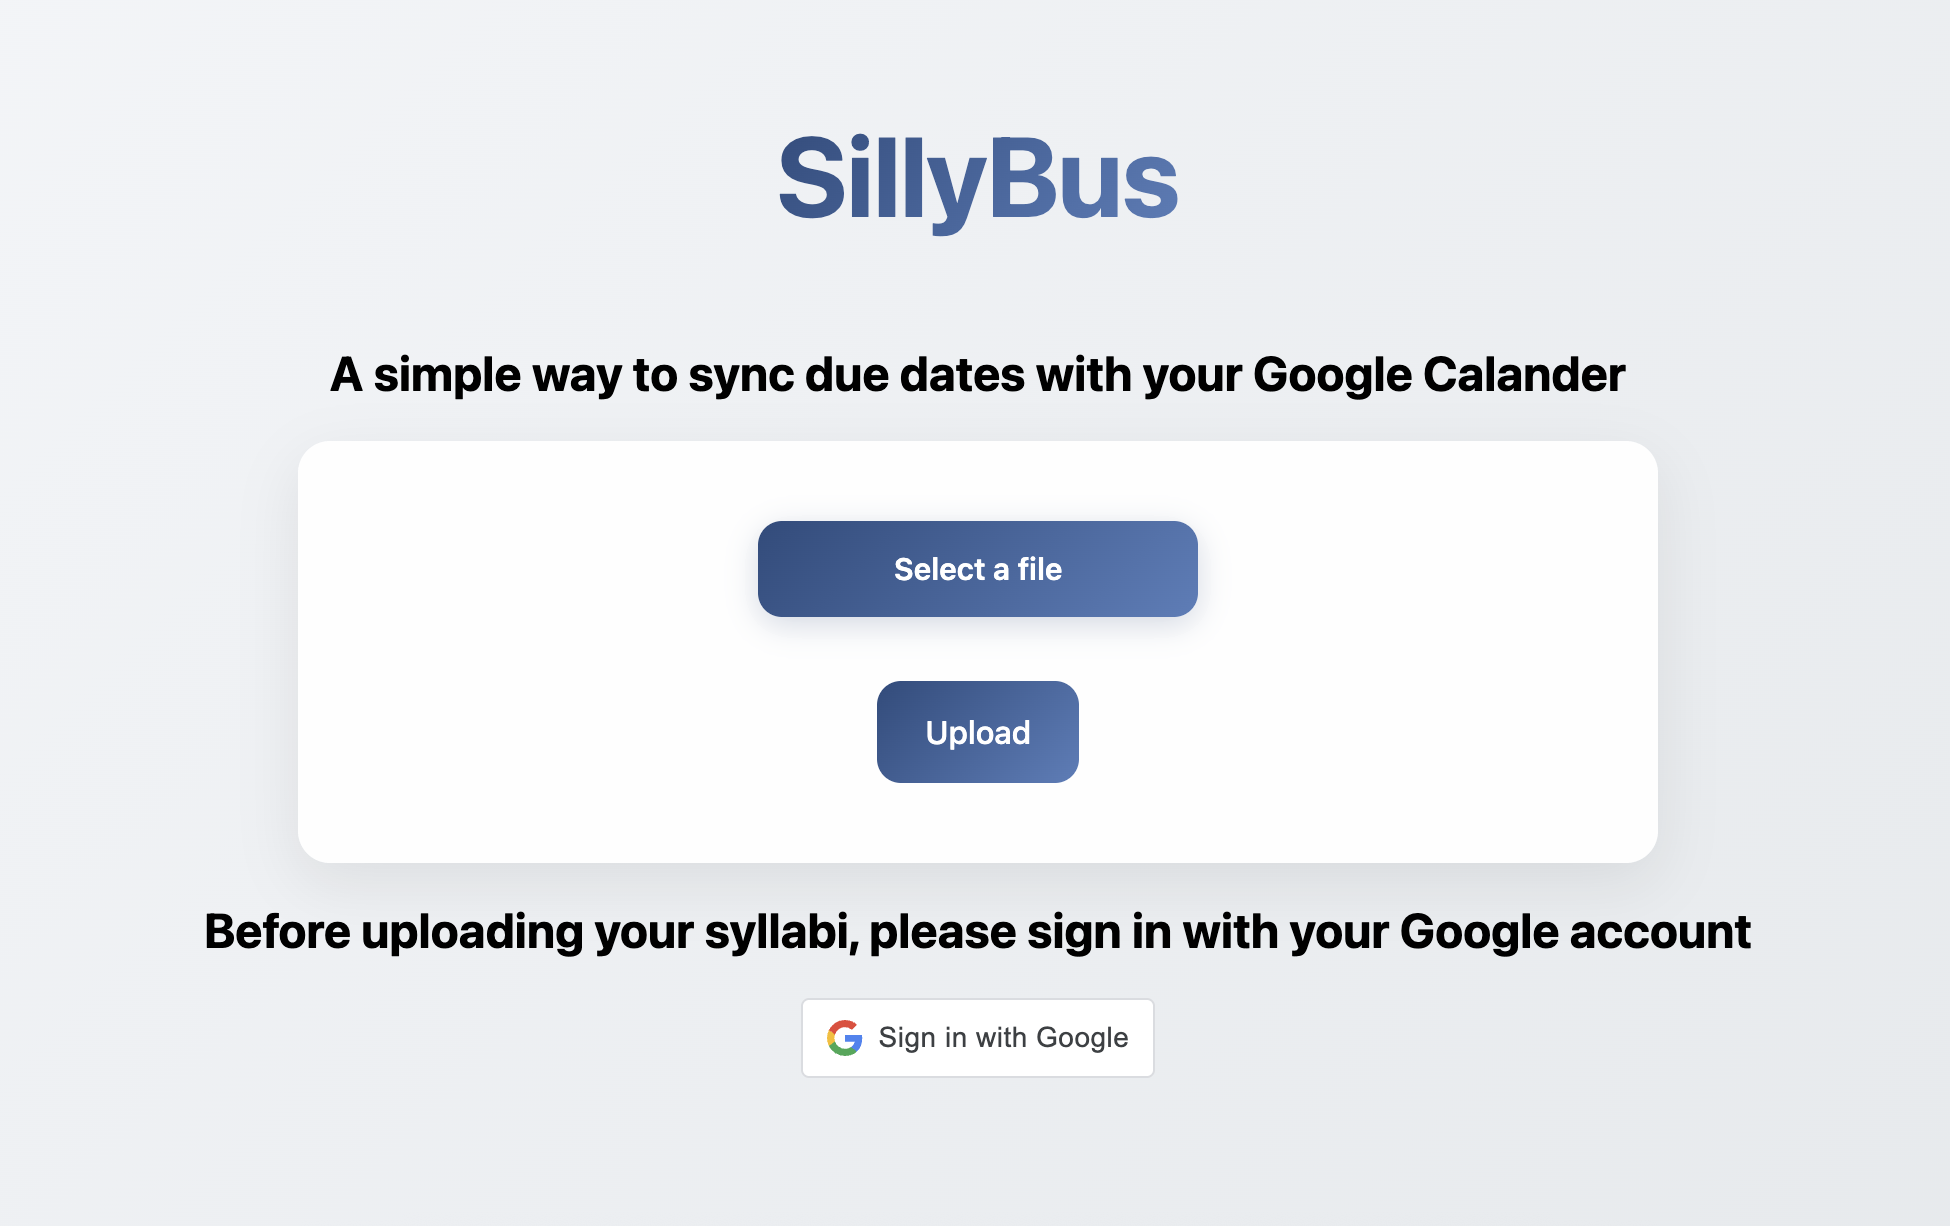 SillyBus
A simple way to sync due dates with your Google Calander
Select a file
Upload
Before uploading your syllabi, please sign in with your Google account
Sign in with Google